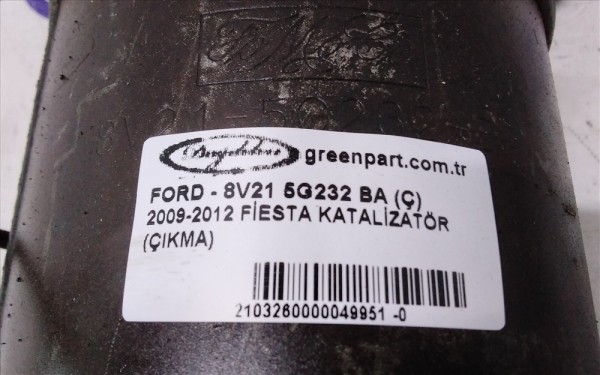 greenpart.com.tr
FORD - 8V21 5G232 BA (Ç)
2009-2012 FİESTA KATALİZATÖR
(ÇIKMA)
2103260000049951 -0